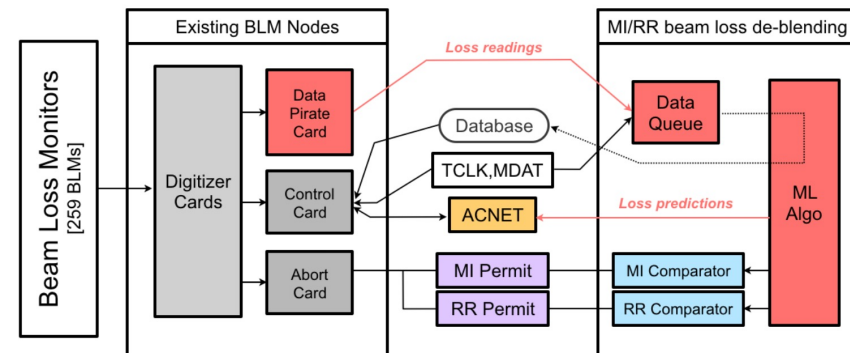 Existing BLM Nodes
MI/RR beam loss de-blending
Beam Loss Monitors
[259 BLMs]
Digitizer
Cards
Data
Pirate
Card
Control
Card
Abort
Card
Loss readings
Database
TCLK,MDAT
ACNET
Loss predictions
MI Permit
RR Permit
Data
Queue
MI Comparator
RR Comparator
ML
Algo